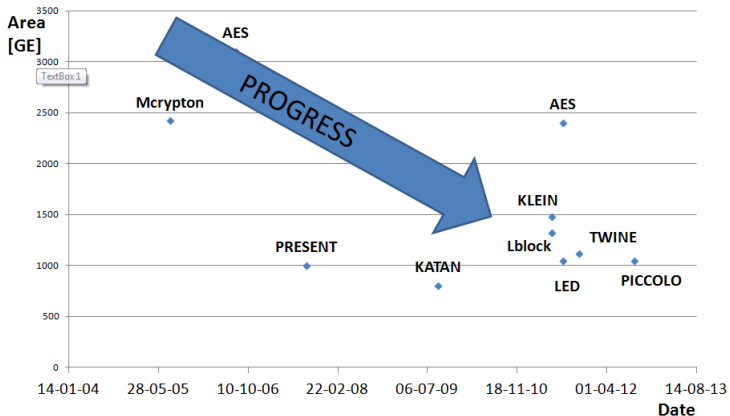 Area
[GE]
3500
3000
2500
2000
1500
1000
500
0
TextBox 1
AES
PROGRESS
Mcrypton
AES
KLEIN
Lblock
TWINE
PRESENT
KATAN
LED
PICCOLO
14-01-04 28-05-05 10-10-06 22-02-08 06-07-09 18-11-10 01-04-12 14-08-13
Date